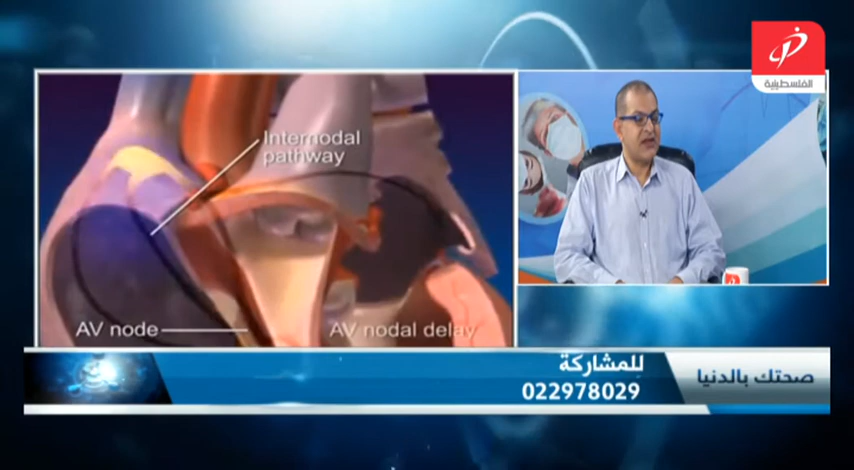 الفلسطينية
Internodal
pathway
AV node
AV nodal delay
للمشاركة
022978029
صحتك بالدنيا